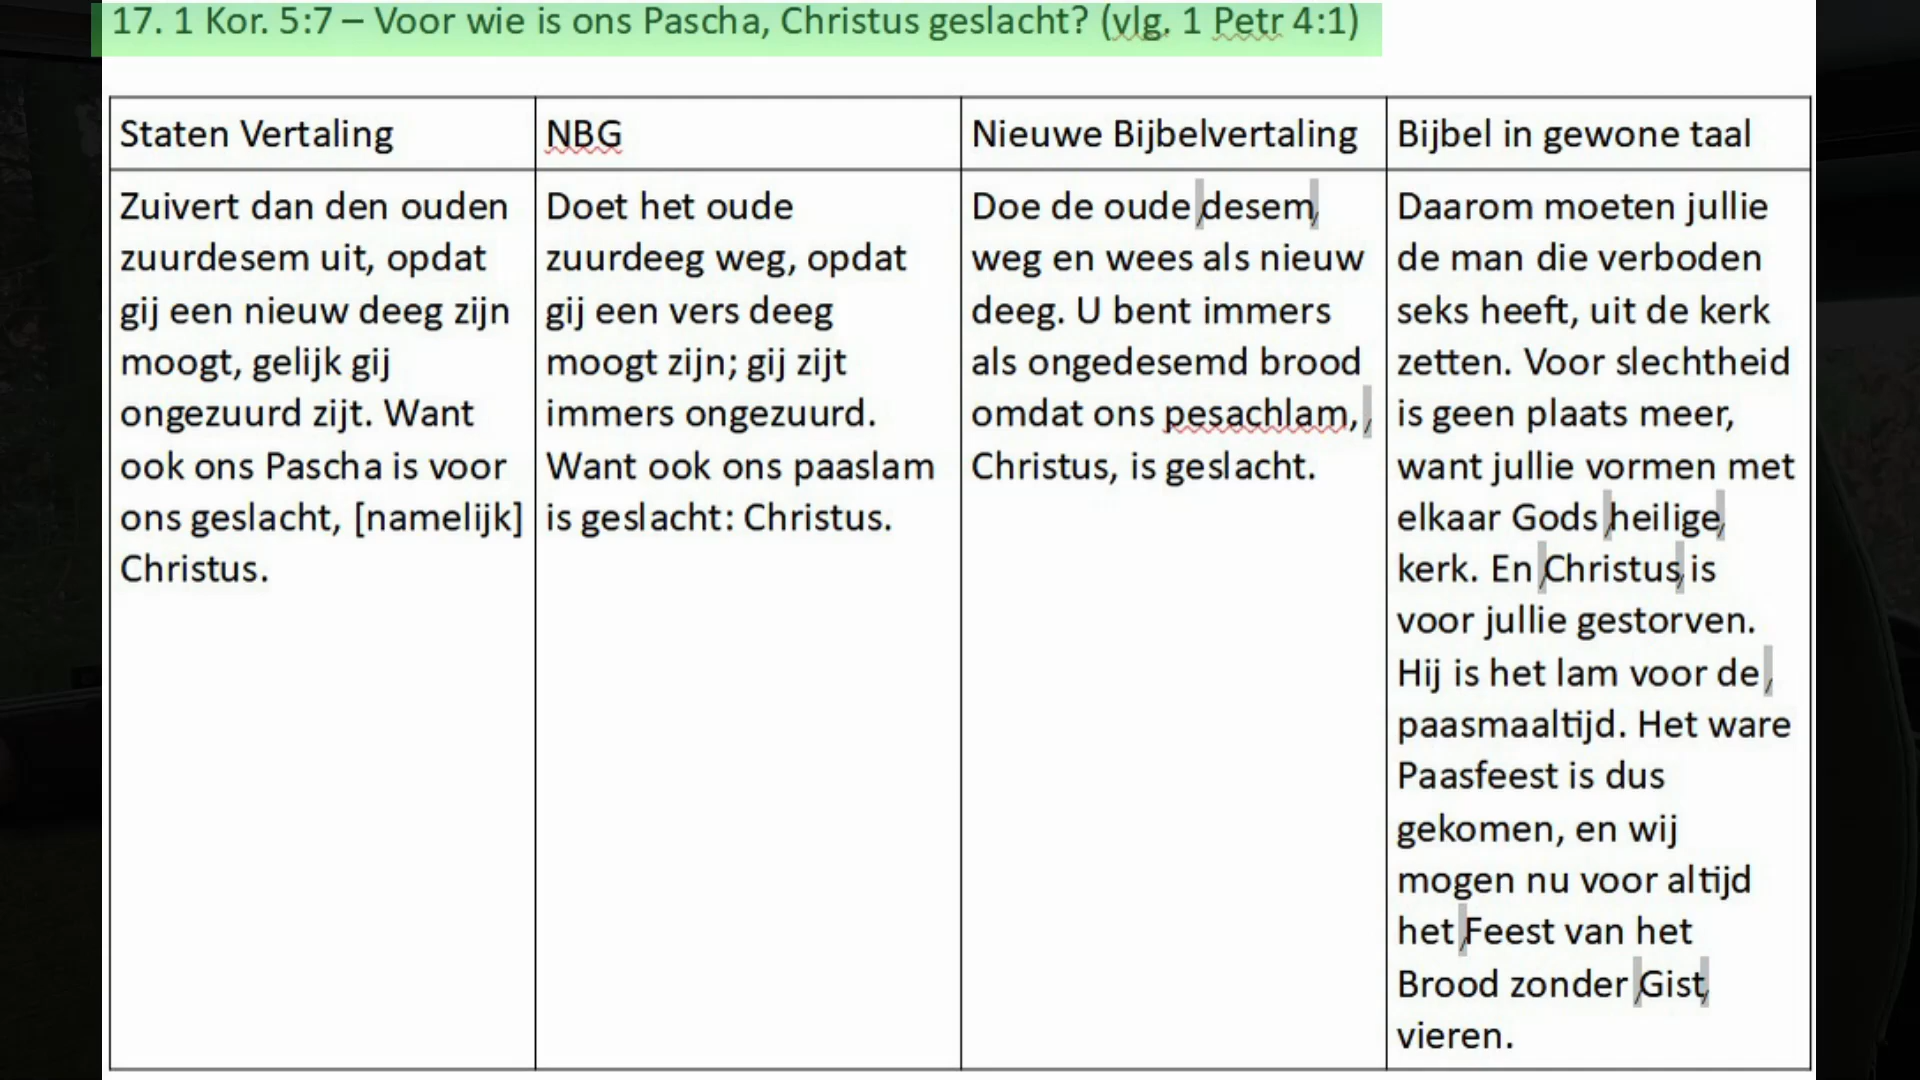 17. 1 Kor. 5:7 – Voor wie is ons Pascha, Christus geslacht? (vlg. 1 Petr 4:1)
Staten Vertaling
NBG
Nieuwe Bijbelvertaling
Bijbel in gewone taal
Zuivert dan den ouden
zuurdesem uit, opdat
gij een nieuw deeg zijn
moogt, gelijk gij
ongezuurd zijt. Want
ook ons Pascha is voor
ons geslacht, [namelijk]
Christus.
Doet het oude
zuurdeeg weg, opdat
gij een vers deeg
moogt zijn; gij zijt
immers ongezuurd.
Want ook ons paaslam
is geslacht: Christus.
Doe de oude /desem/
weg en wees als nieuw
deeg. U bent immers
als ongedesemd brood
omdat ons pesachlam, /
Christus, is geslacht.
Daarom moeten jullie
de man die verboden
seks heeft, uit de kerk
zetten. Voor slechtheid
is geen plaats meer,
want jullie vormen met
elkaar Gods /heilige/
kerk. En /Christus/ is
voor jullie gestorven.
Hij is het lam voor de /
paasmaaltijd. Het ware
Paasfeest is dus
gekomen, en wij
mogen nu voor altijd
het /Feest van het
Brood zonder /Gist/
vieren.